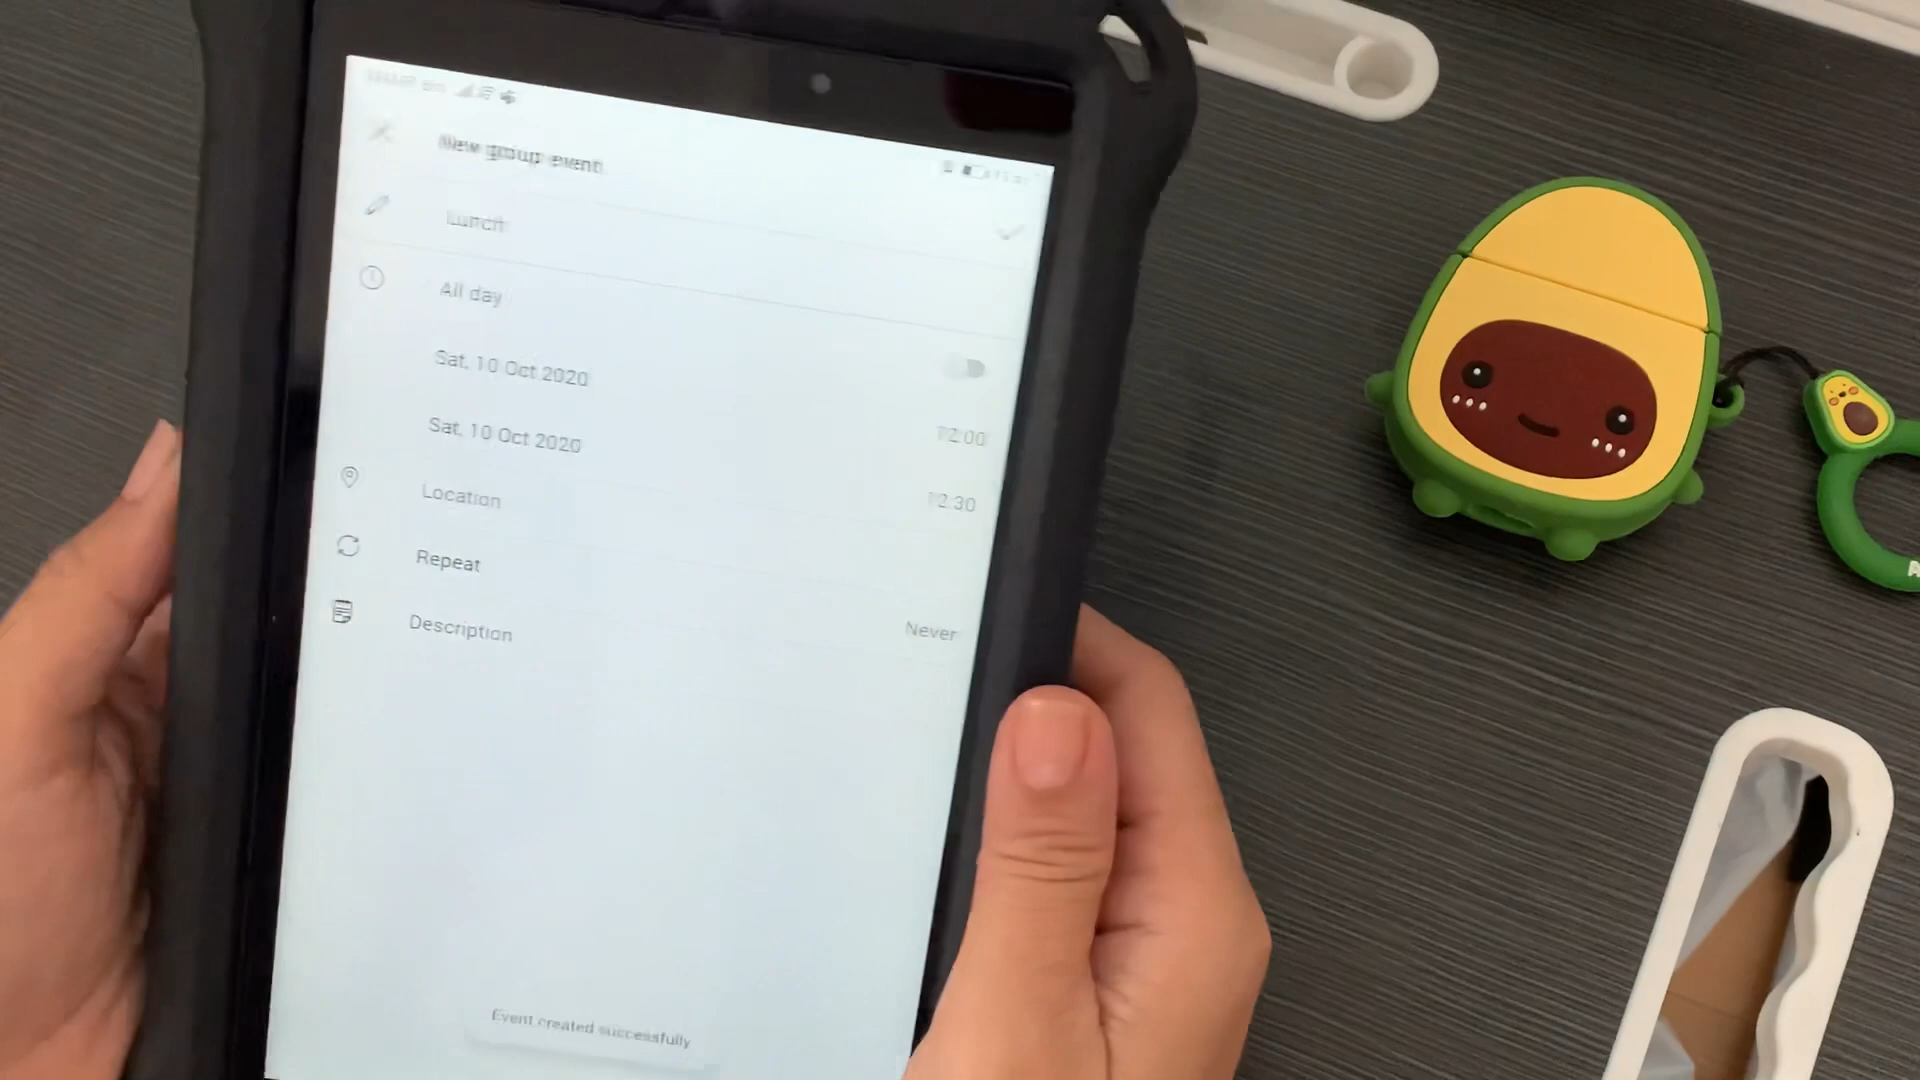 New group event
Lunch
All day
Sat, 10 Oct 2020
12:00
Sat, 10 Oct 2020
12:30
Location
Repeat
Never
Description
Event created successfully